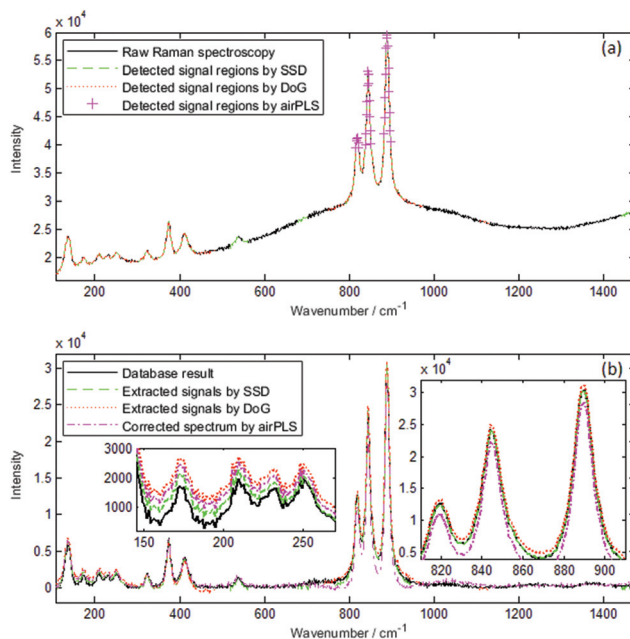 x 10^4
(a)
Raw Raman spectroscopy
Detected signal regions by SSD
Detected signal regions by DoG
Detected signal regions by airPLS
6
5.5
5
4.5
4
3.5
3
2.5
2
Intensity
200 400 600 800 1000 1200 1400
Wavenumber / cm^-1
x 10^4
(b)
Database result
Extracted signals by SSD
Extracted signals by DoG
Corrected spectrum by airPLS
3
2.5
2
1.5
1
0.5
0
Intensity
3000
2000
1000
150 200 250
x 10^4
3
2.5
2
1.5
1
0.5
820 840 860 880 900
200 400 600 800 1000 1200 1400
Wavenumber / cm^-1